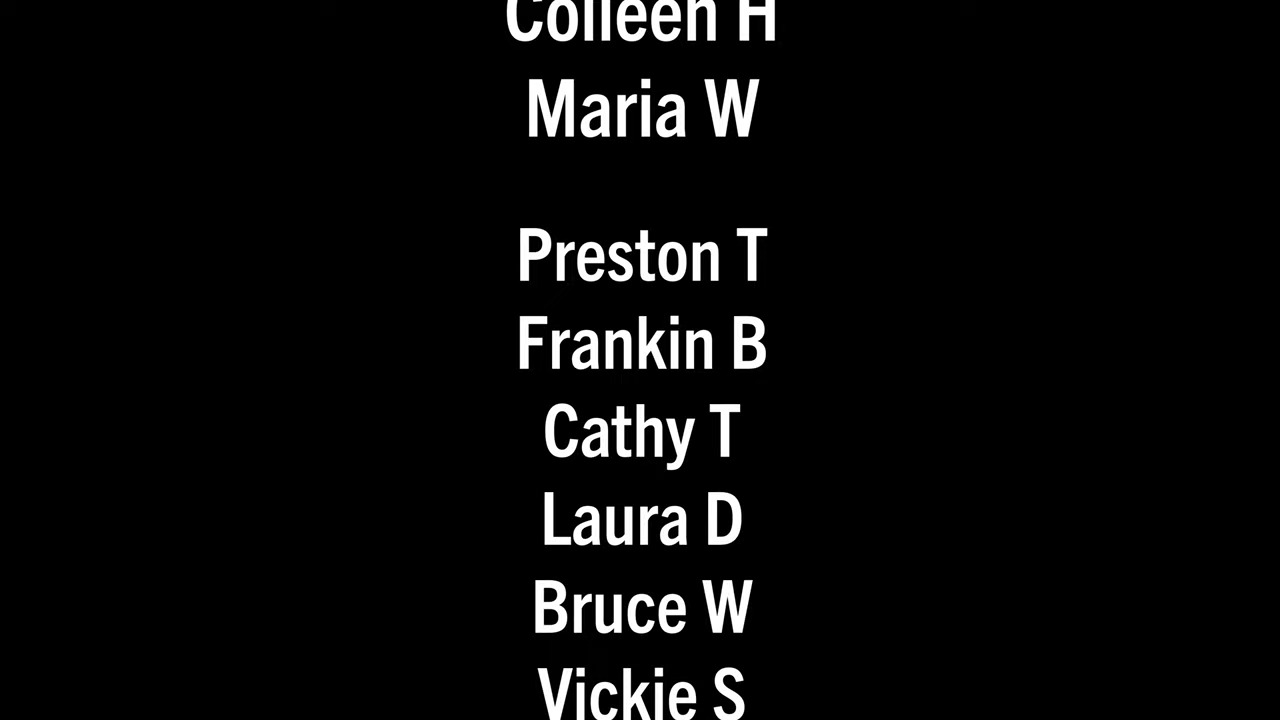 Colleen H
Maria W
Preston T
Frankin B
Cathy T
Laura D
Bruce W
Vickie S